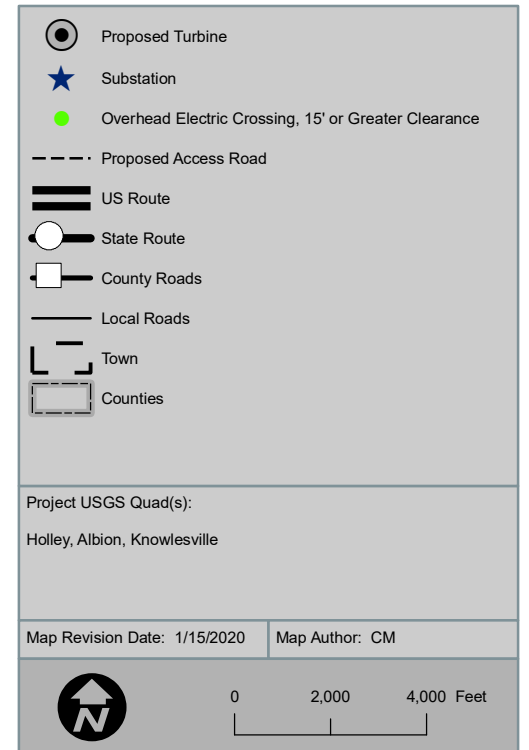 Proposed Turbine
Substation
Overhead Electric Crossing, 15' or Greater Clearance
Proposed Access Road
US Route
State Route
County Roads
Local Roads
Town
Counties
Project USGS Quad(s):
Holley, Albion, Knowlesville
Map Revision Date: 1/15/2020
Map Author: CM
N
0 2,000 4,000 Feet